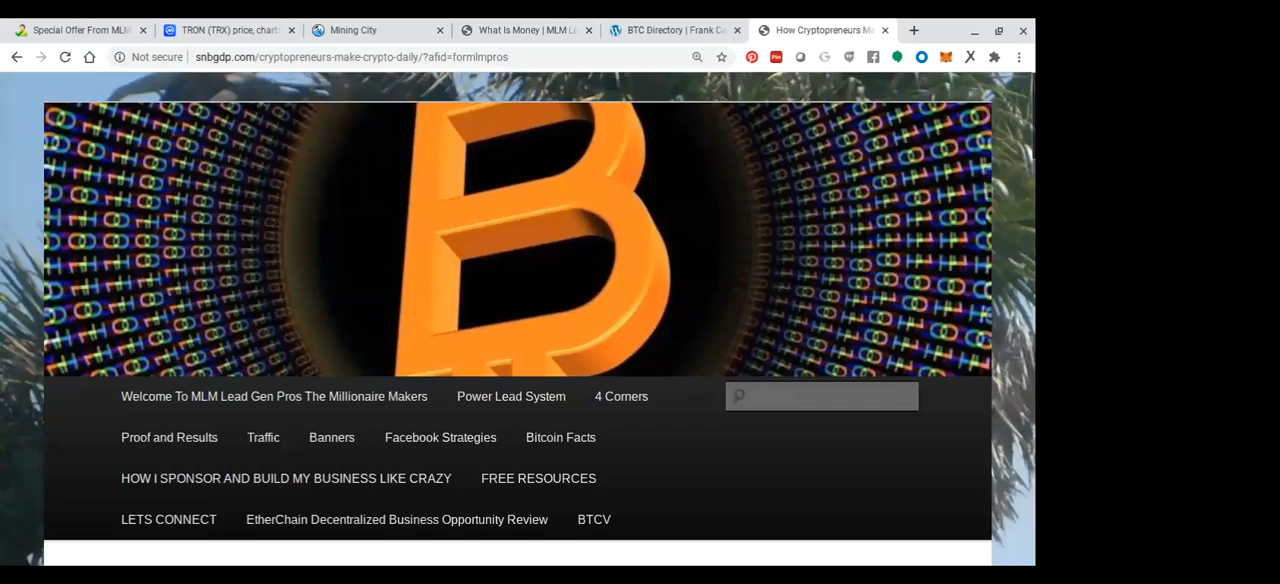 Special Offer From MLM
TRON (TRX) price, chart
Mining City
What Is Money | MLM Le
BTC Directory | Frank Ca
How Cryptopreneurs M
Not secure
snbgdp.com/cryptopreneurs-make-crypto-daily/?afid=formlmpros
Welcome To MLM Lead Gen Pros The Millionaire Makers
Power Lead System
4 Corners
Proof and Results
Traffic
Banners
Facebook Strategies
Bitcoin Facts
HOW I SPONSOR AND BUILD MY BUSINESS LIKE CRAZY
FREE RESOURCES
LETS CONNECT
EtherChain Decentralized Business Opportunity Review
BTCV